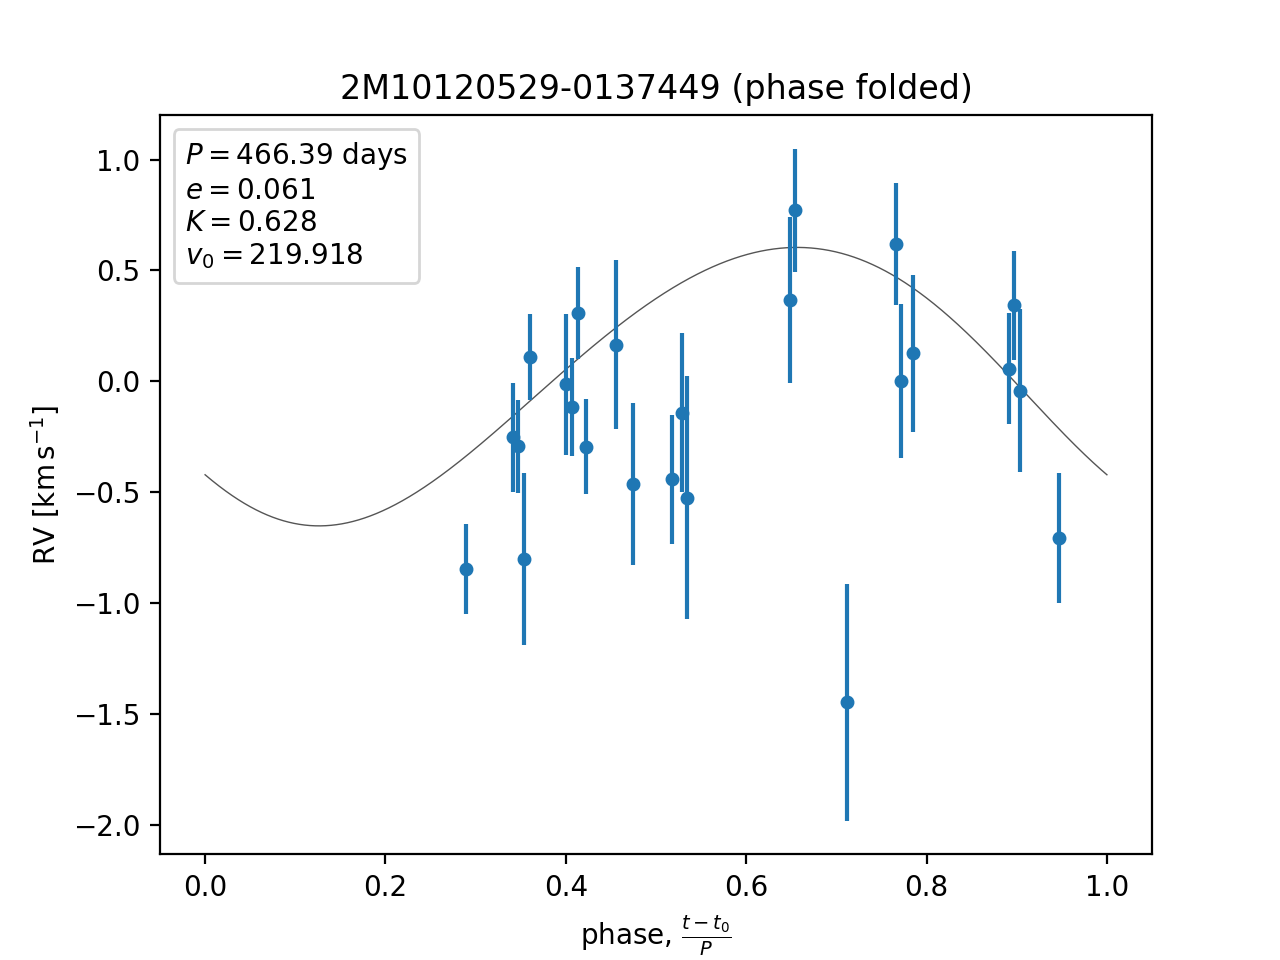 2M10120529-0137449 (phase folded)
P = 466.39 days
e = 0.061
K = 0.628
v₀ = 219.918
1.0
0.5
0.0
−0.5
−1.0
−1.5
−2.0
RV [km s⁻¹]
0.0 0.2 0.4 0.6 0.8 1.0
phase, (t − t₀)/P